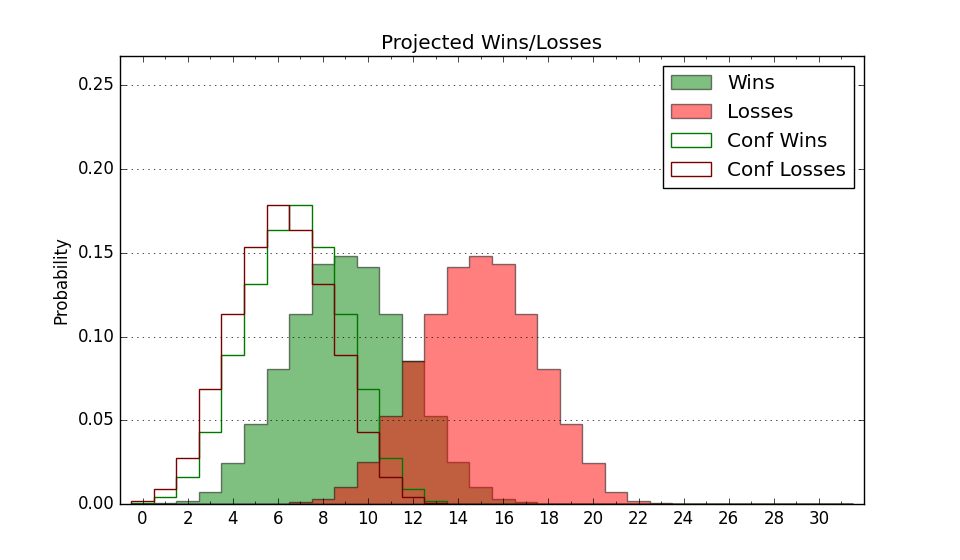 Projected Wins/Losses
Wins
Losses
Conf Wins
Conf Losses
Probability
0.25
0.20
0.15
0.10
0.05
0.00
0 2 4 6 8 10 12 14 16 18 20 22 24 26 28 30